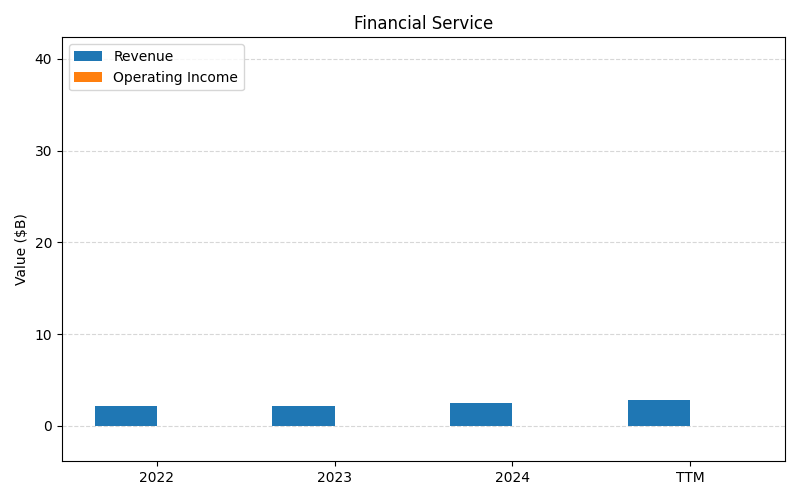 Financial Service
Revenue
Operating Income
Value ($B)
40
30
20
10
0
2022
2023
2024
TTM